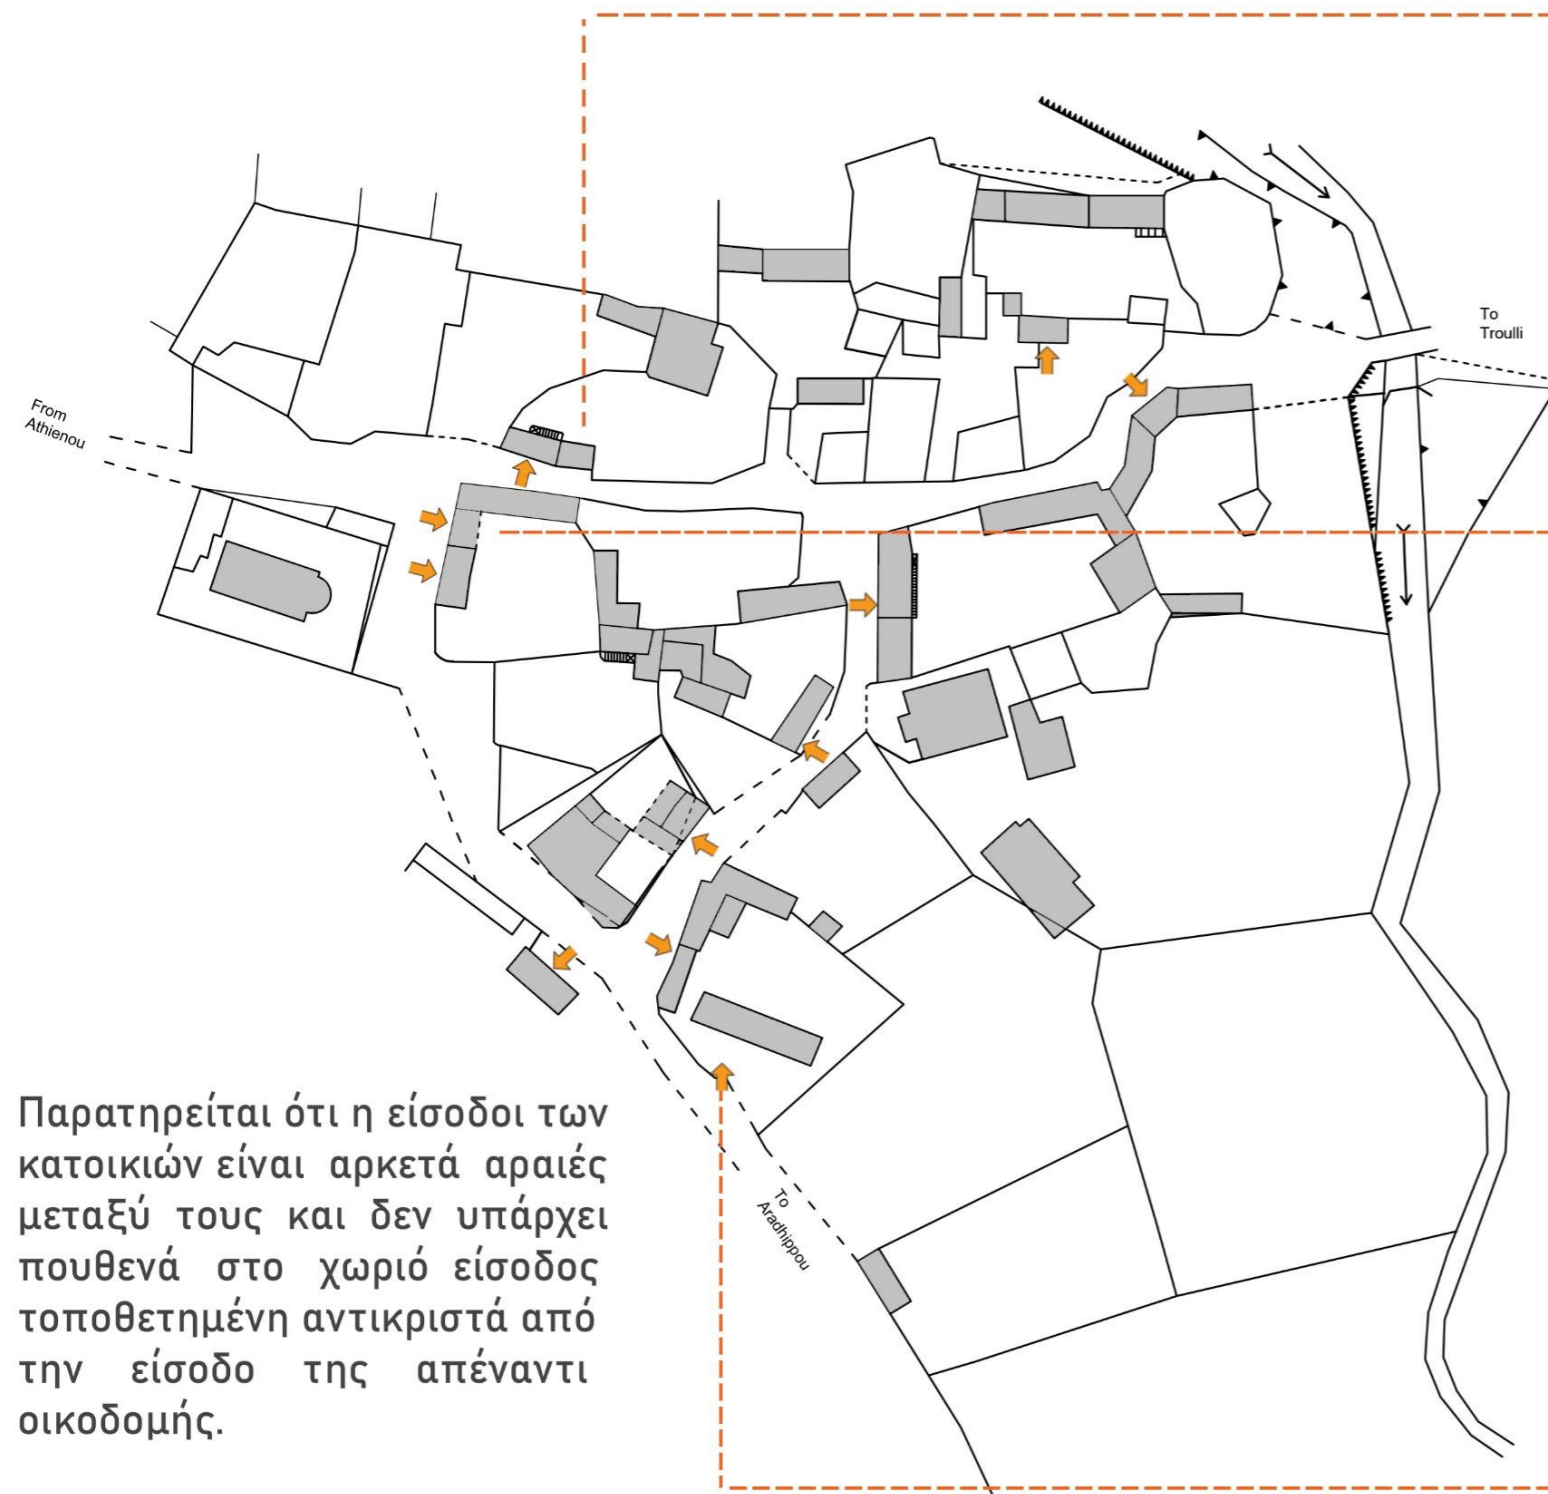 To
Troulli
From
Athienou
Παρατηρείται ότι η είσοδοι των
κατοικιών είναι αρκετά αραιές
μεταξύ τους και δεν υπάρχει
πουθενά στο χωριό είσοδος
τοποθετημένη αντικριστά από
την είσοδο της απέναντι
οικοδομής.
To
Aradhippou